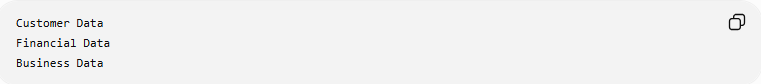 Customer Data
Financial Data
Business Data